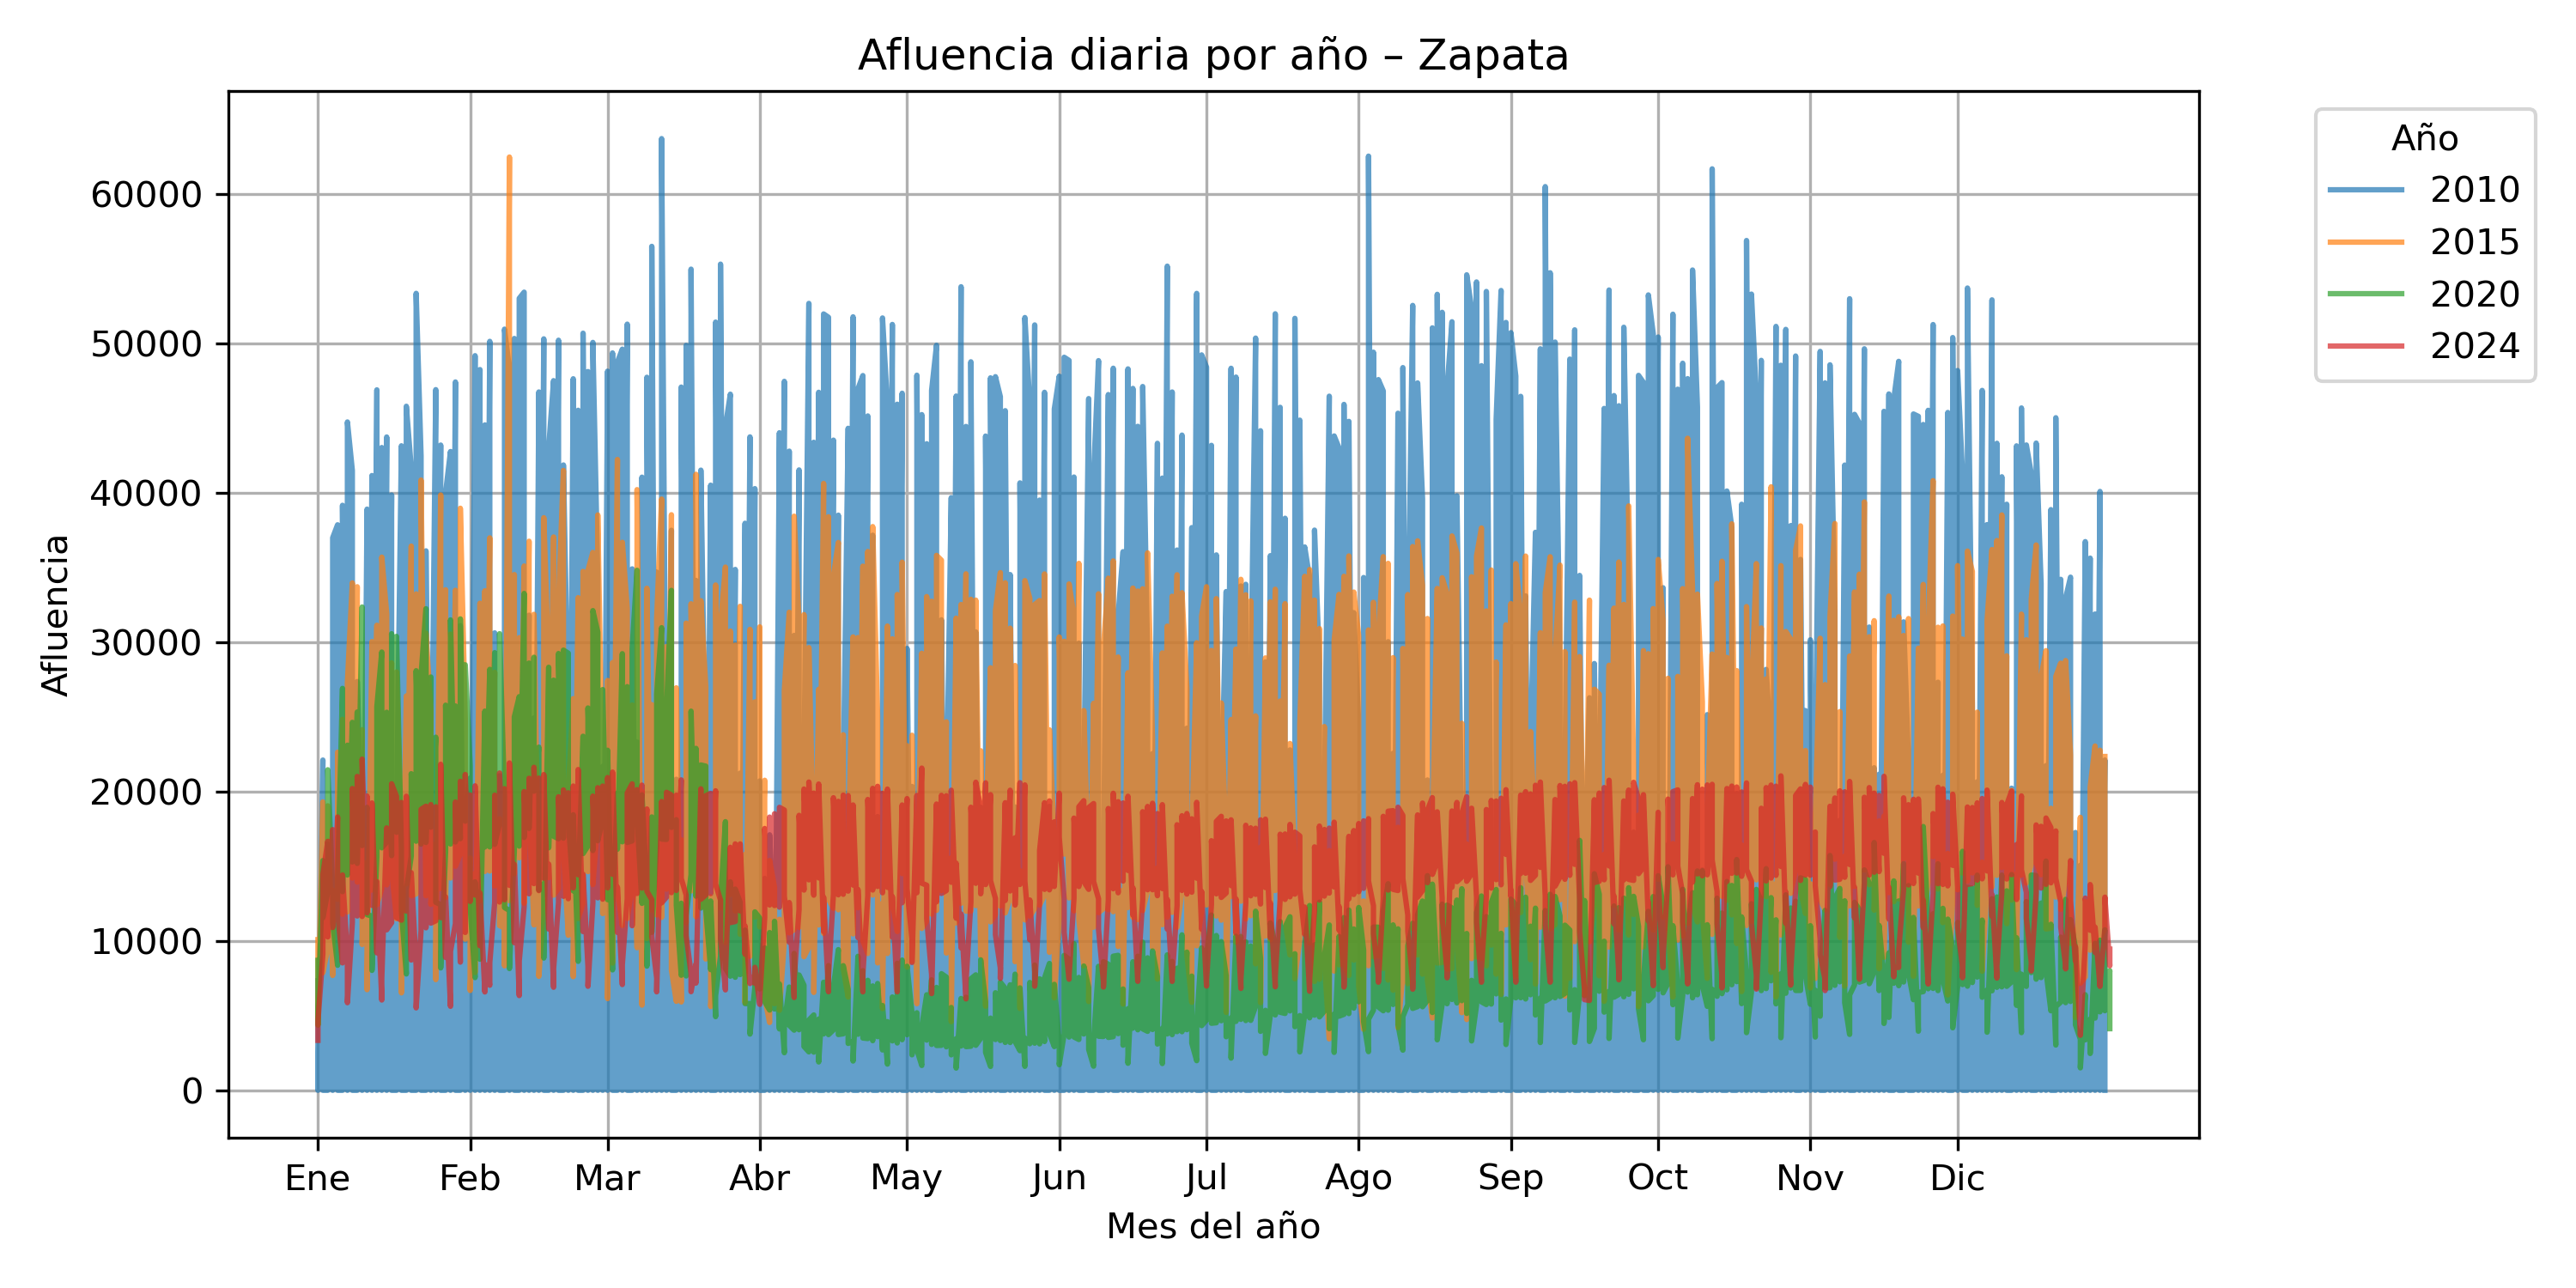 Afluencia diaria por año – Zapata
Año
2010
2015
2020
2024
60000
50000
40000
30000
20000
10000
0
Afluencia
Ene Feb Mar Abr May Jun Jul Ago Sep Oct Nov Dic
Mes del año